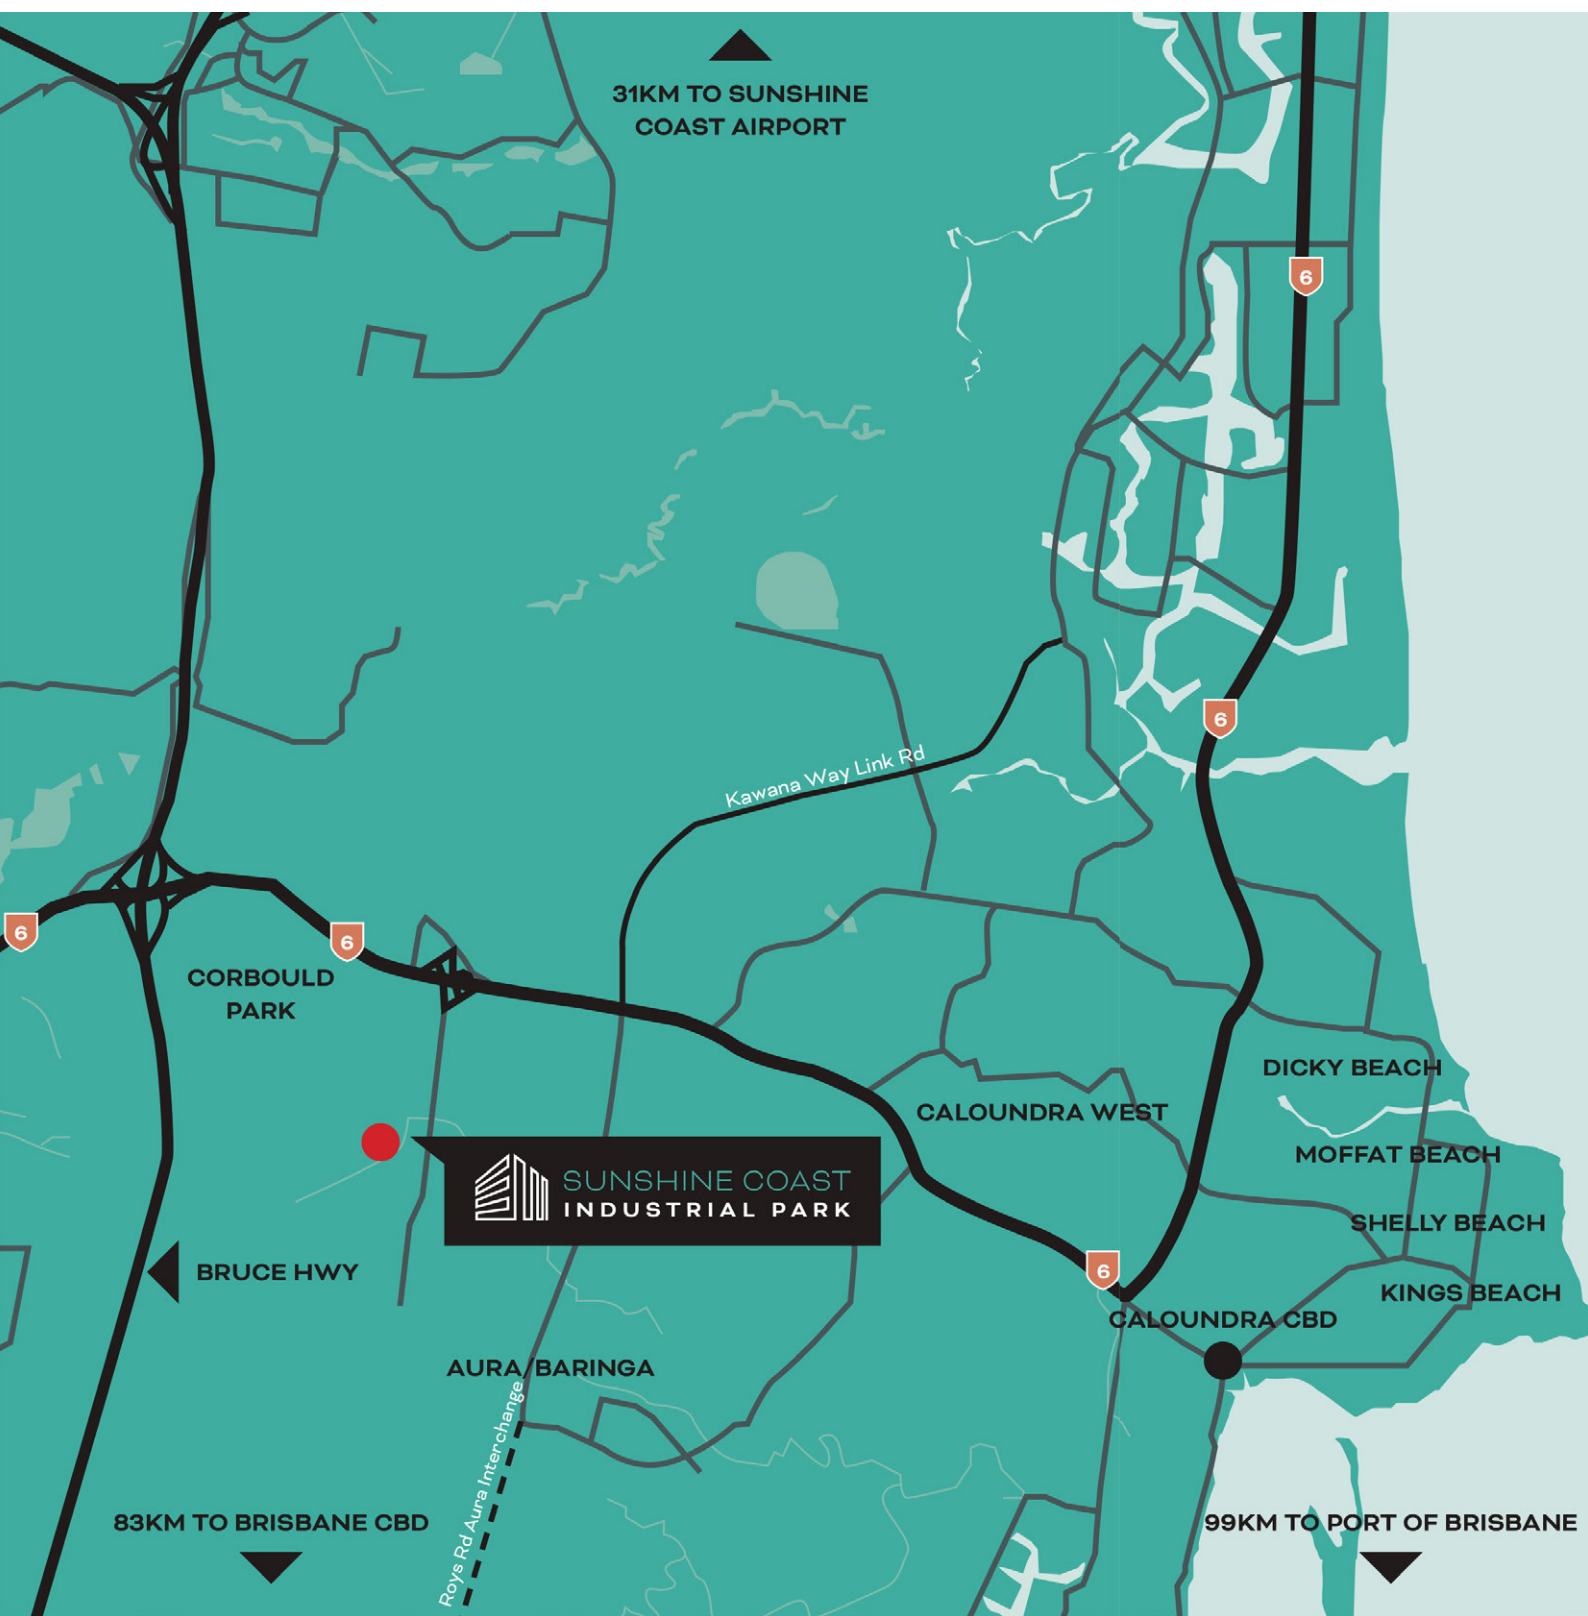 31KM TO SUNSHINE
COAST AIRPORT
6
6
Kawana Way Link Rd
6
6
CORBOULD
PARK
DICKY BEACH
CALOUNDRA WEST
MOFFAT BEACH
SUNSHINE COAST
INDUSTRIAL PARK
SHELLY BEACH
BRUCE HWY
6
KINGS BEACH
CALOUNDRA CBD
AURA/BARINGA
Roys Rd Aura Interchange
83KM TO BRISBANE CBD
99KM TO PORT OF BRISBANE